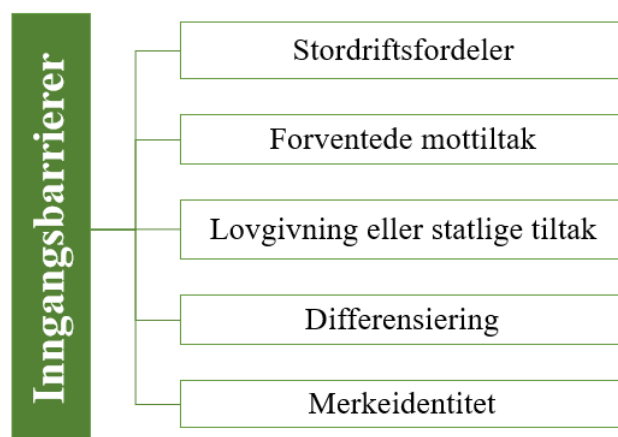 Inngangsbarrierer
Stordriftsfordeler
Forventede mottiltak
Lovgivning eller statlige tiltak
Differensiering
Merkeidentitet